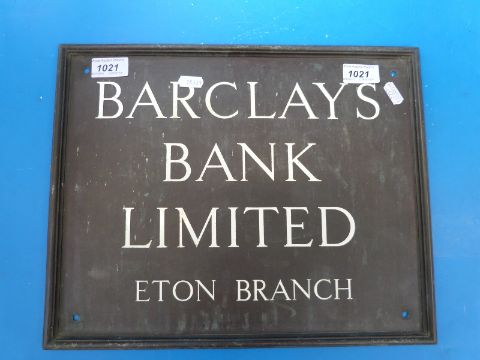 1021
1021
BARCLAYS
BANK
LIMITED
ETON BRANCH